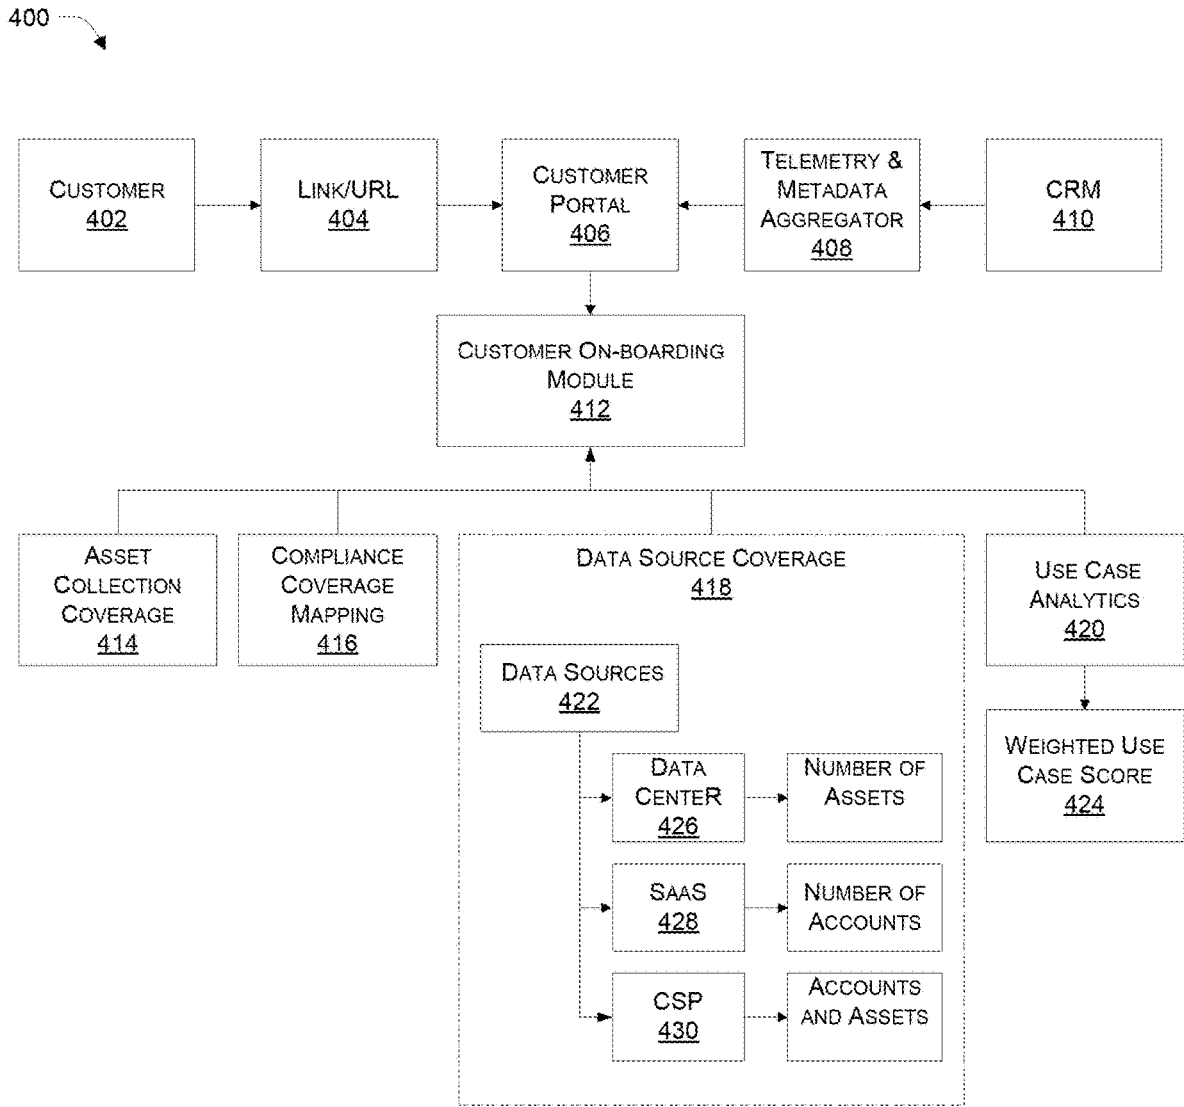 400
CUSTOMER
402
LINK/URL
404
CUSTOMER
PORTAL
406
TELEMETRY &
METADATA
AGGREGATOR
408
CRM
410
CUSTOMER ON-BOARDING
MODULE
412
ASSET
COLLECTION
COVERAGE
414
COMPLIANCE
COVERAGE
MAPPING
416
DATA SOURCE COVERAGE
418
USE CASE
ANALYTICS
420
DATA SOURCES
422
WEIGHTED USE
CASE SCORE
424
DATA
CENTER
426
NUMBER OF
ASSETS
SAAS
428
NUMBER OF
ACCOUNTS
CSP
430
ACCOUNTS
AND ASSETS